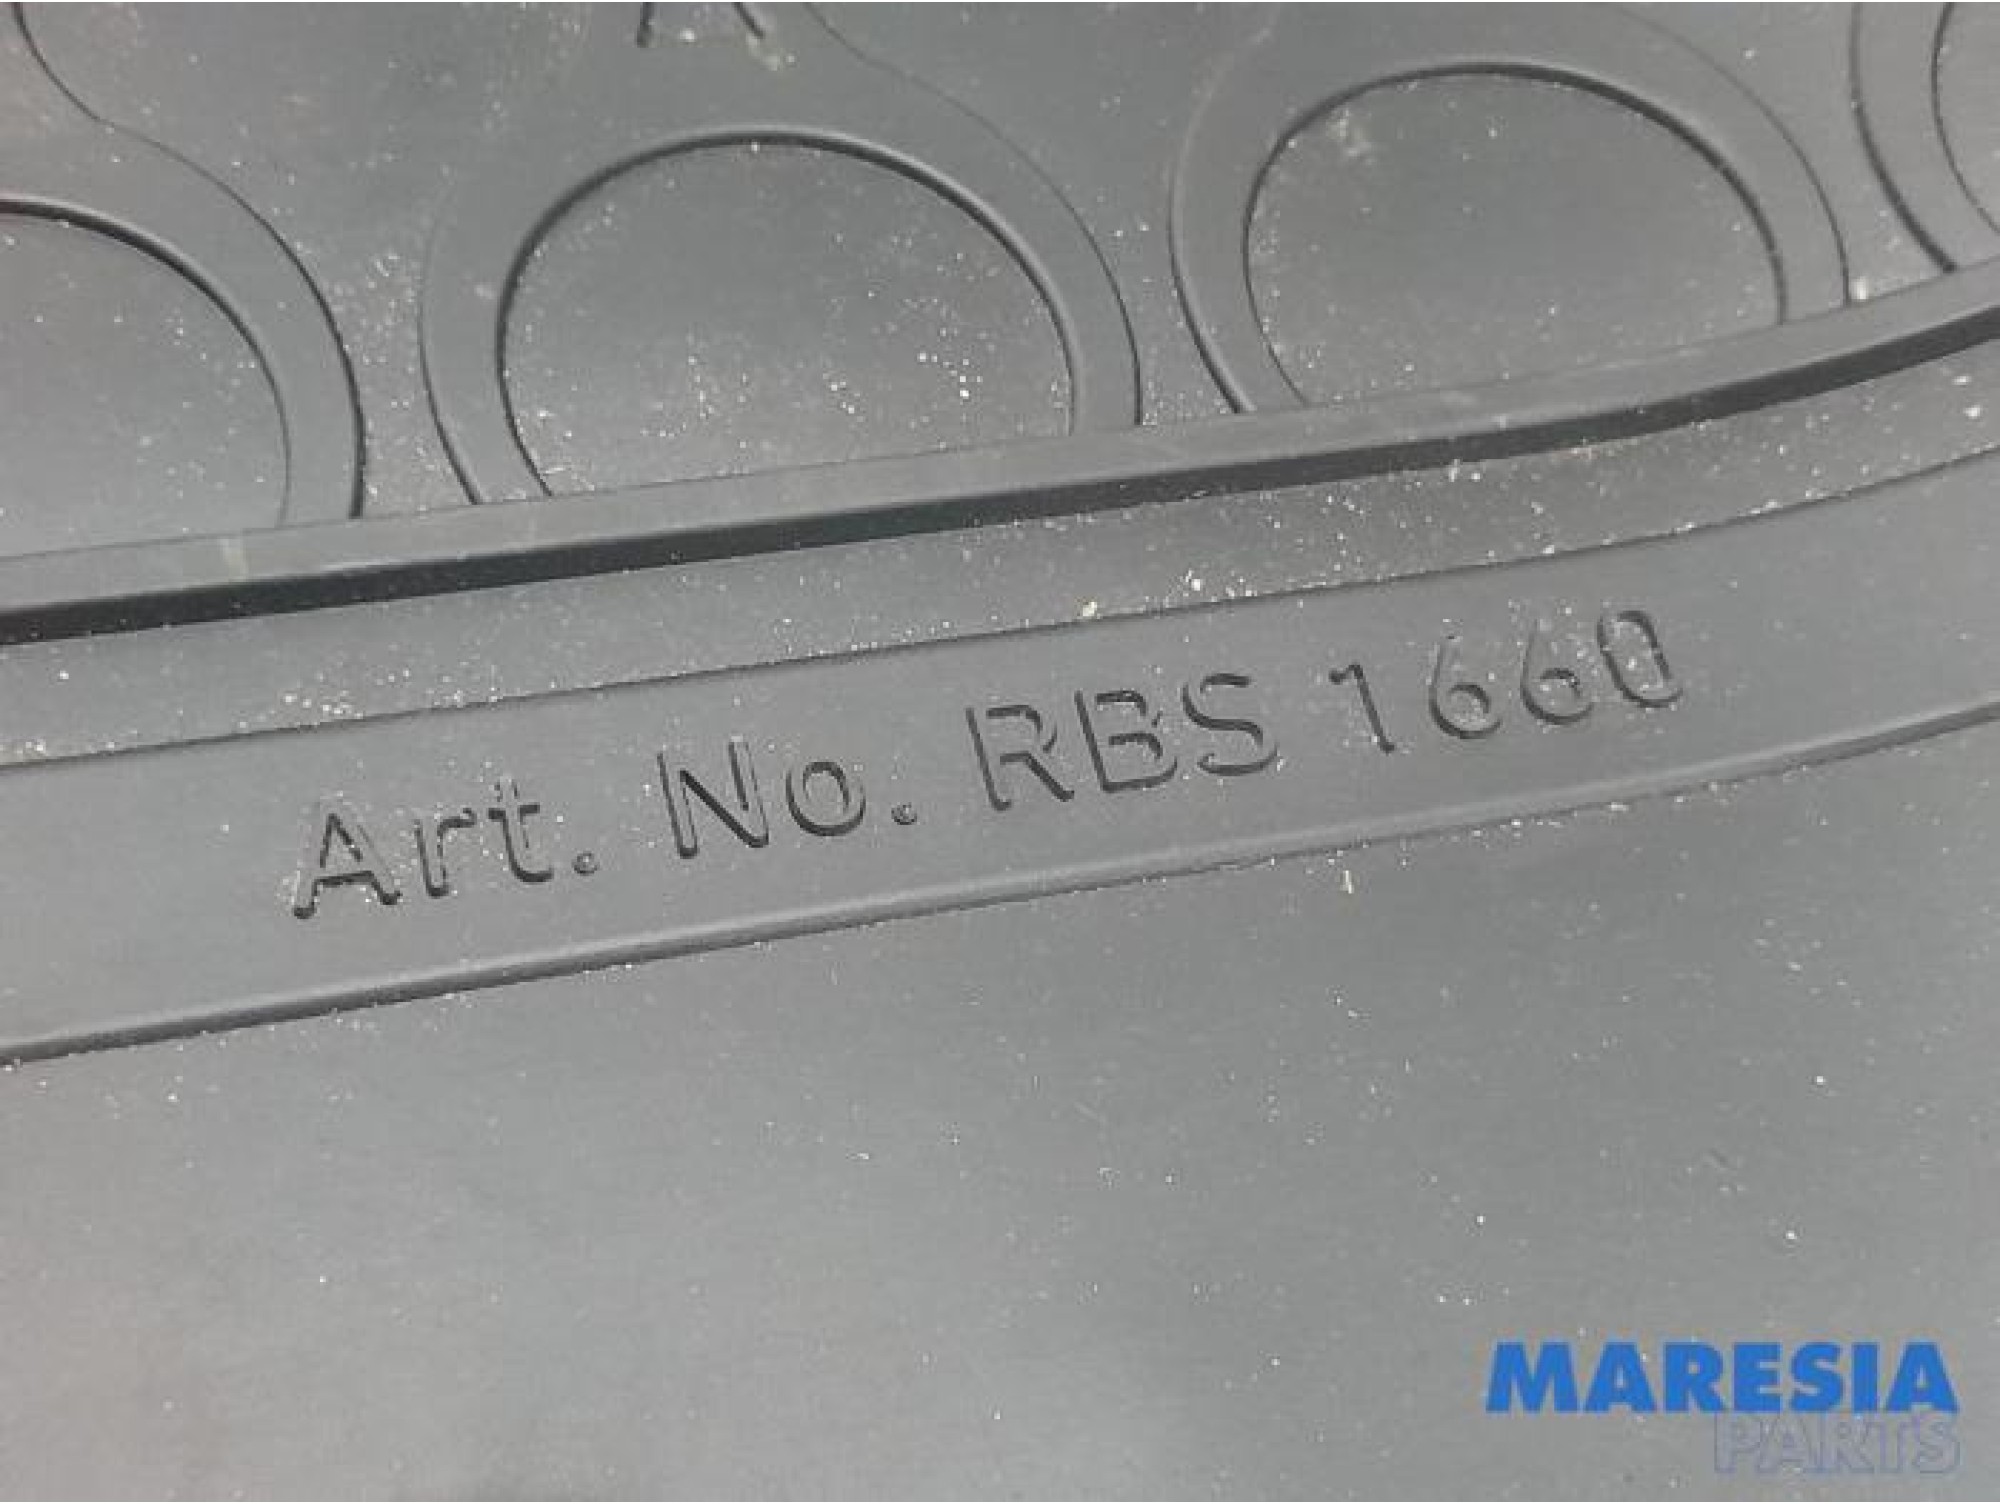 Art. No. RBS 1660
MARESIA
PARTS